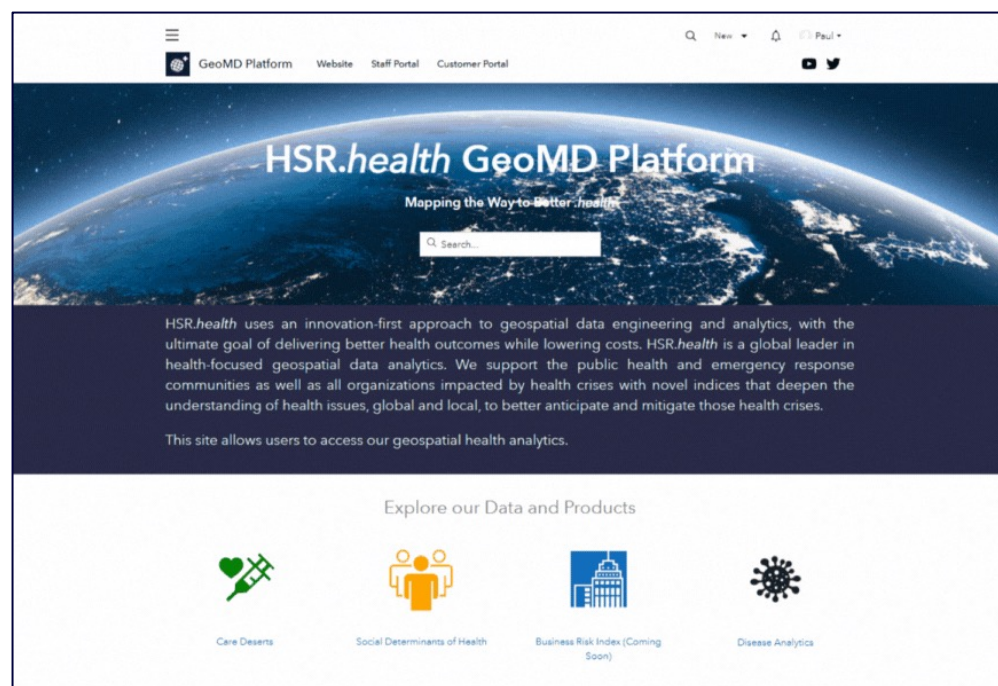 New
Paul
GeoMD Platform Website Staff Portal Customer Portal
HSR.health GeoMD Platform
Mapping the Way to Better .health
Search...
HSR.health uses an innovation-first approach to geospatial data engineering and analytics, with the
ultimate goal of delivering better health outcomes while lowering costs. HSR.health is a global leader in
health-focused geospatial data analytics. We support the public health and emergency response
communities as well as all organizations impacted by health crises with novel indices that deepen the
understanding of health issues, global and local, to better anticipate and mitigate those health crises.
This site allows users to access our geospatial health analytics.
Explore our Data and Products
Care Deserts
Social Determinants of Health
Business Risk Index (Coming
Soon)
Disease Analytics